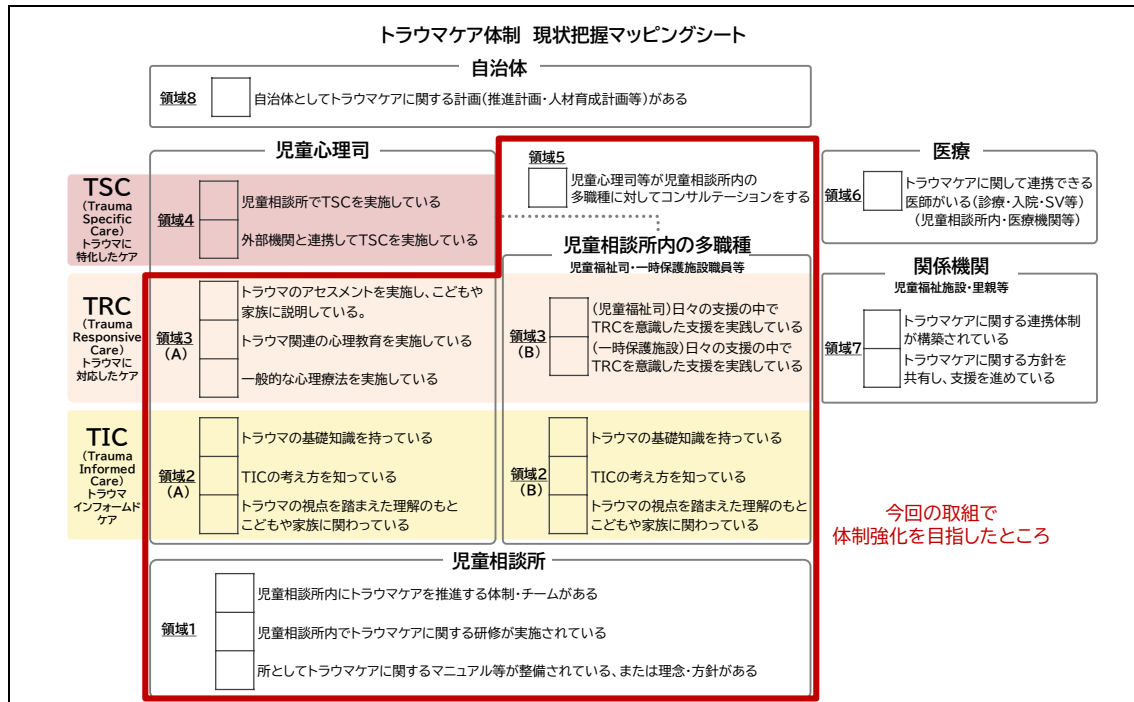 トラウマケア体制 現状把握マッピングシート
自治体
領域8
自治体としてトラウマケアに関する計画(推進計画・人材育成計画等)がある
児童心理司
TSC
(Trauma
Specific
Care)
トラウマに
特化したケア
領域4
児童相談所でTSCを実施している
外部機関と連携してTSCを実施している
領域5
児童心理司等が児童相談所内の
多職種に対してコンサルテーションをする
医療
領域6
トラウマケアに関して連携できる
医師がいる(診療・入院・SV等)
(児童相談所内・医療機関等)
児童相談所内の多職種
児童福祉司・一時保護施設職員等
関係機関
児童福祉施設・里親等
領域7
トラウマケアに関する連携体制
が構築されている
トラウマケアに関する方針を
共有し、支援を進めている
TRC
(Trauma
Responsive
Care)
トラウマに
対応したケア
領域3
(A)
トラウマのアセスメントを実施し、こどもや
家族に説明している。
トラウマ関連の心理教育を実施している
一般的な心理療法を実施している
領域3
(B)
(児童福祉司)日々の支援の中で
TRCを意識した支援を実践している
(一時保護施設)日々の支援の中で
TRCを意識した支援を実践している
TIC
(Trauma
Informed
Care)
トラウマ
インフォームド
ケア
領域2
(A)
トラウマの基礎知識を持っている
TICの考え方を知っている
トラウマの視点を踏まえた理解のもと
こどもや家族に関わっている
領域2
(B)
トラウマの基礎知識を持っている
TICの考え方を知っている
トラウマの視点を踏まえた理解のもと
こどもや家族に関わっている
今回の取組で
体制強化を目指したところ
児童相談所
領域1
児童相談所内にトラウマケアを推進する体制・チームがある
児童相談所内でトラウマケアに関する研修が実施されている
所としてトラウマケアに関するマニュアル等が整備されている、または理念・方針がある